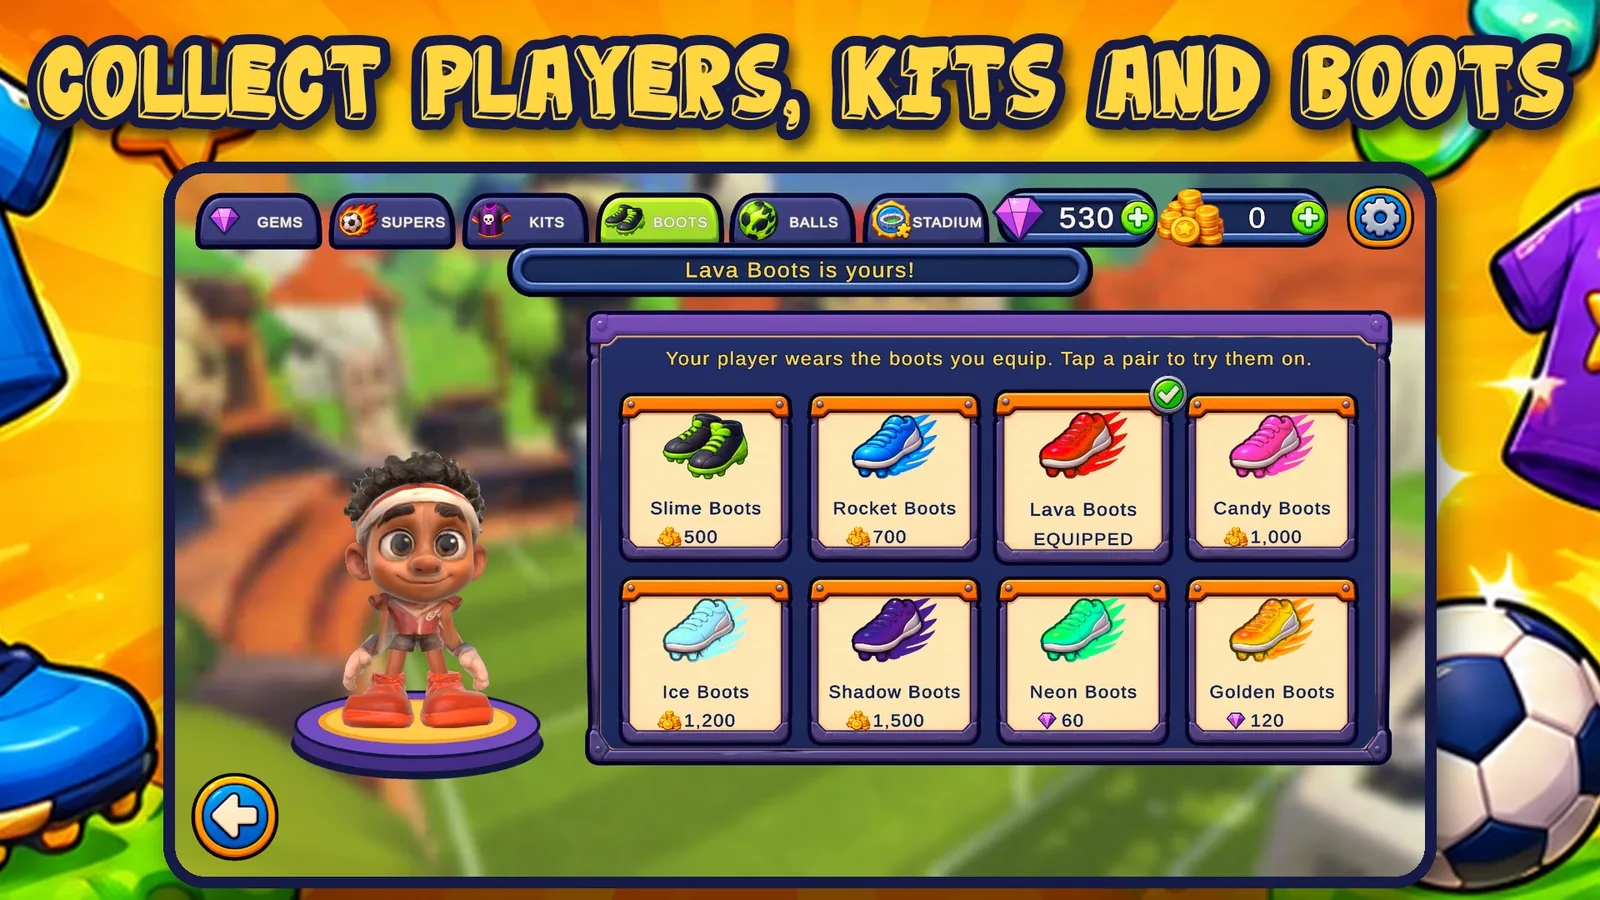 COLLECT PLAYERS, KITS AND BOOTS
GEMS
SUPERS
KITS
BOOTS
BALLS
STADIUM
530
0
Lava Boots is yours!
Your player wears the boots you equip. Tap a pair to try them on.
Slime Boots
500
Rocket Boots
700
Lava Boots
EQUIPPED
Candy Boots
1,000
Ice Boots
1,200
Shadow Boots
1,500
Neon Boots
60
Golden Boots
120